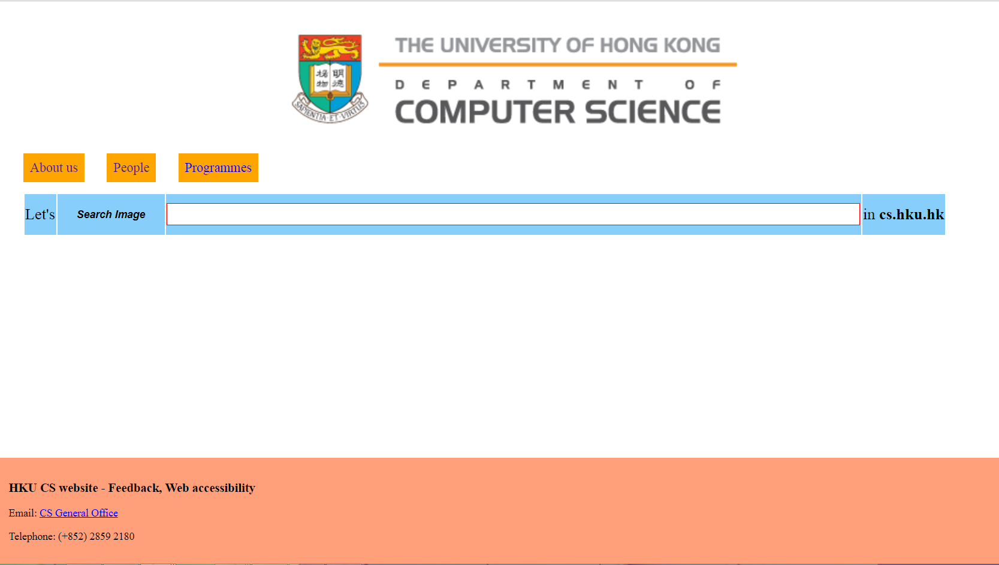 THE UNIVERSITY OF HONG KONG
DEPARTMENT OF
COMPUTER SCIENCE
明德
格物
SAPIENTIA·ET·VIRTUS
About us People Programmes
Let's Search Image in cs.hku.hk
HKU CS website - Feedback, Web accessibility
Email: CS General Office
Telephone: (+852) 2859 2180